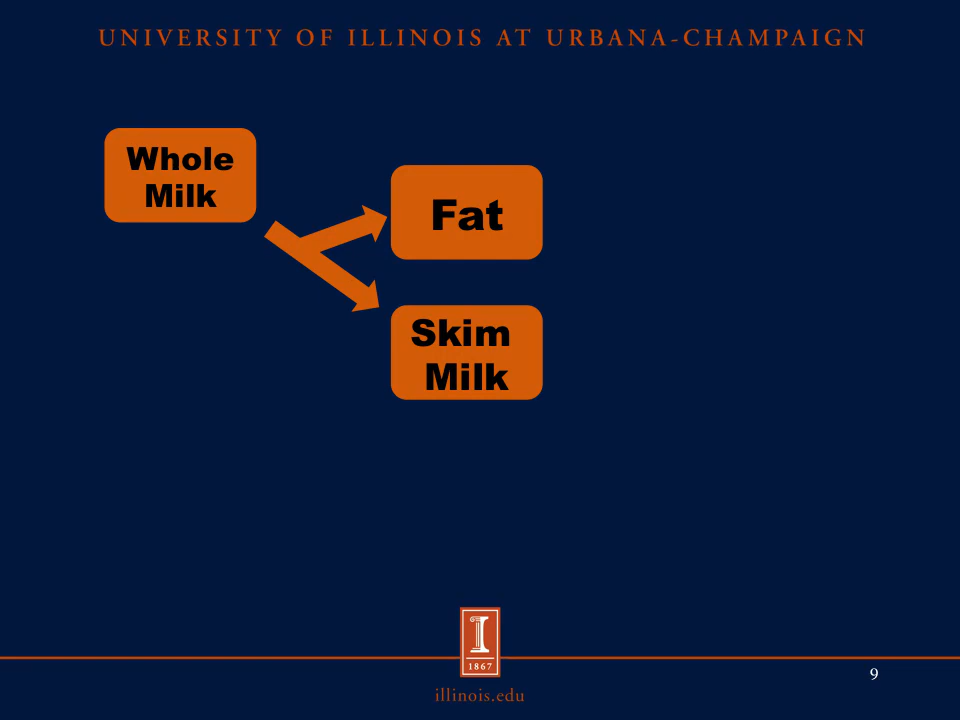 UNIVERSITY OF ILLINOIS AT URBANA-CHAMPAIGN
Whole
Milk
Fat
Skim
Milk
I
1867
illinois.edu
9